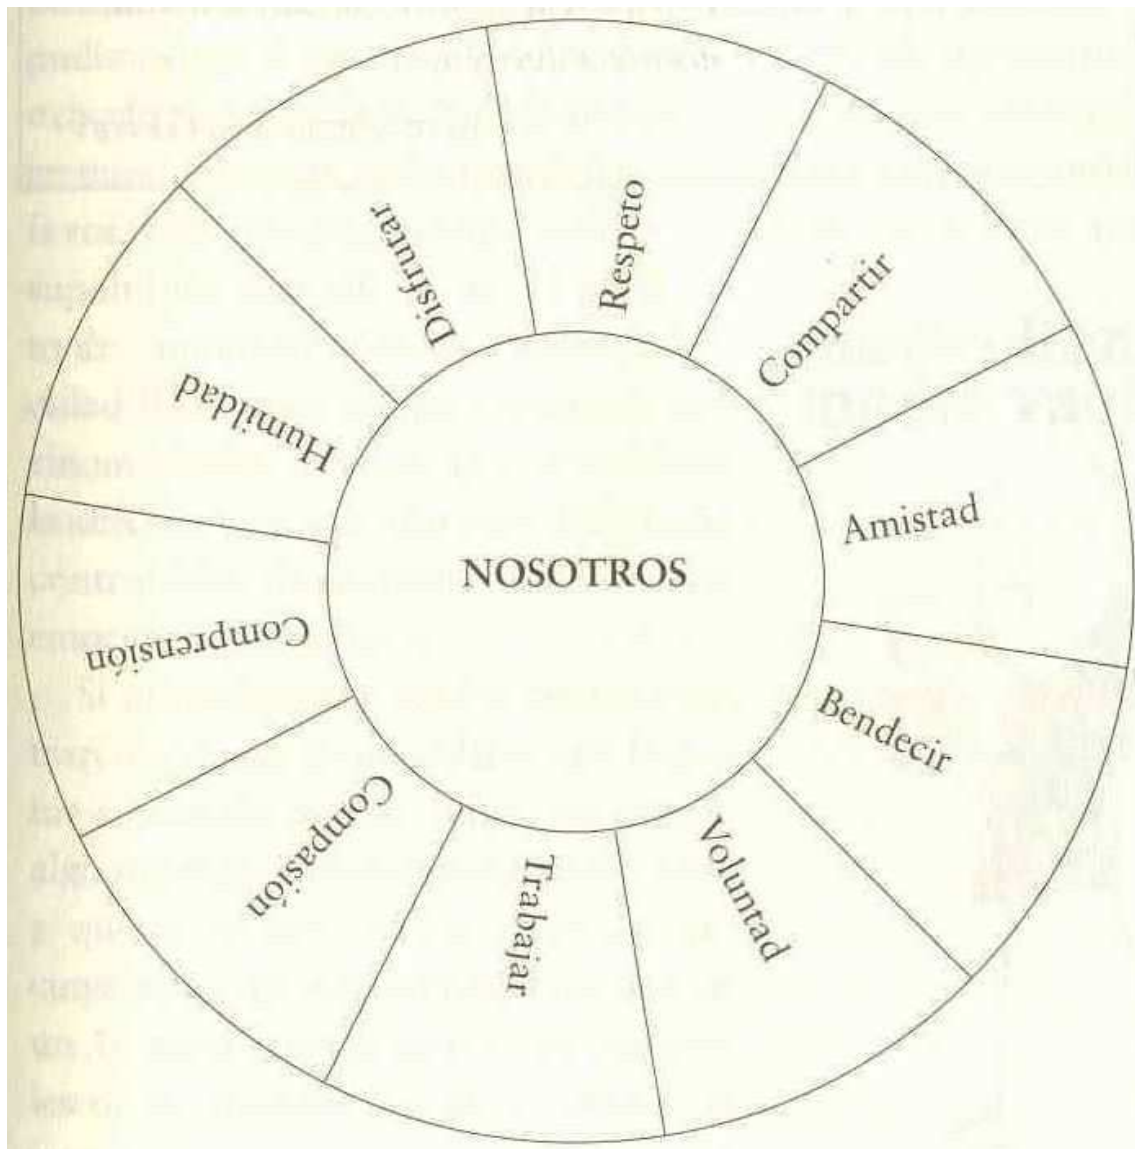 NOSOTROS
Respeto
Compartir
Amistad
Bendecir
Voluntad
Trabajar
Compasión
Comprensión
Humildad
Disfrutar